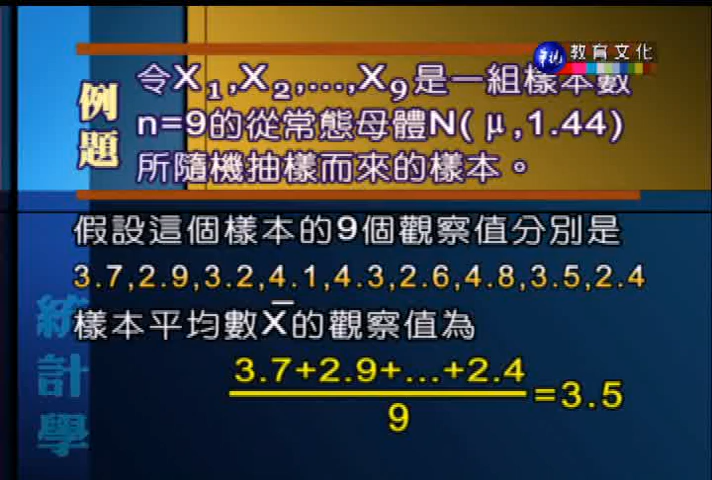 華視 教育文化
例題
令X₁,X₂,...,X₉是一組樣本數
n=9的從常態母體N( μ,1.44)
所隨機抽樣而來的樣本。
假設這個樣本的9個觀察值分別是
3.7,2.9,3.2,4.1,4.3,2.6,4.8,3.5,2.4
樣本平均數X̄的觀察值為
3.7+2.9+...+2.4
=3.5
9
統計學